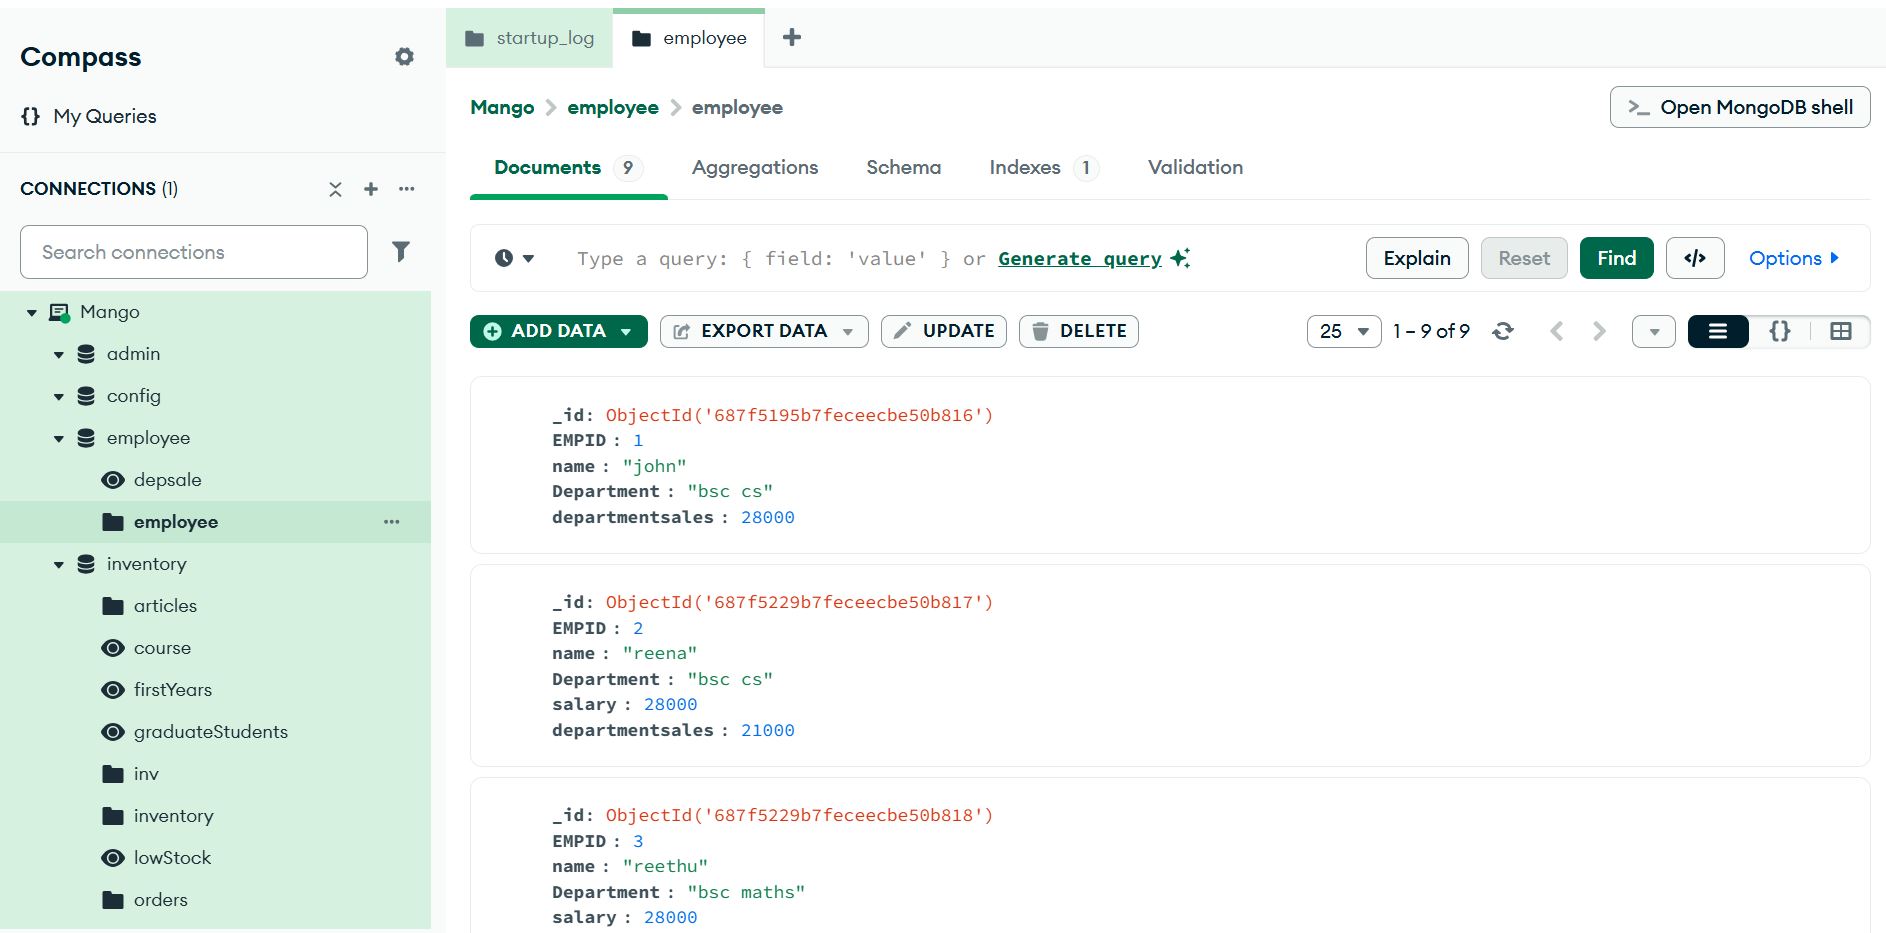 Compass
My Queries
CONNECTIONS (1)
Search connections
Mango
admin
config
employee
depsale
employee
inventory
articles
course
firstYears
graduateStudents
inv
inventory
lowStock
orders
startup_log
employee
Mango > employee > employee
>_ Open MongoDB shell
Documents 9 Aggregations Schema Indexes 1 Validation
Type a query: { field: 'value' } or Generate query
Explain Reset Find </> Options
ADD DATA EXPORT DATA UPDATE DELETE
25 1 – 9 of 9 {}
_id: ObjectId('687f5195b7feceecbe50b816')
EMPID : 1
name : "john"
Department : "bsc cs"
departmentsales : 28000
_id: ObjectId('687f5229b7feceecbe50b817')
EMPID : 2
name : "reena"
Department : "bsc cs"
salary : 28000
departmentsales : 21000
_id: ObjectId('687f5229b7feceecbe50b818')
EMPID : 3
name : "reethu"
Department : "bsc maths"
salary : 28000